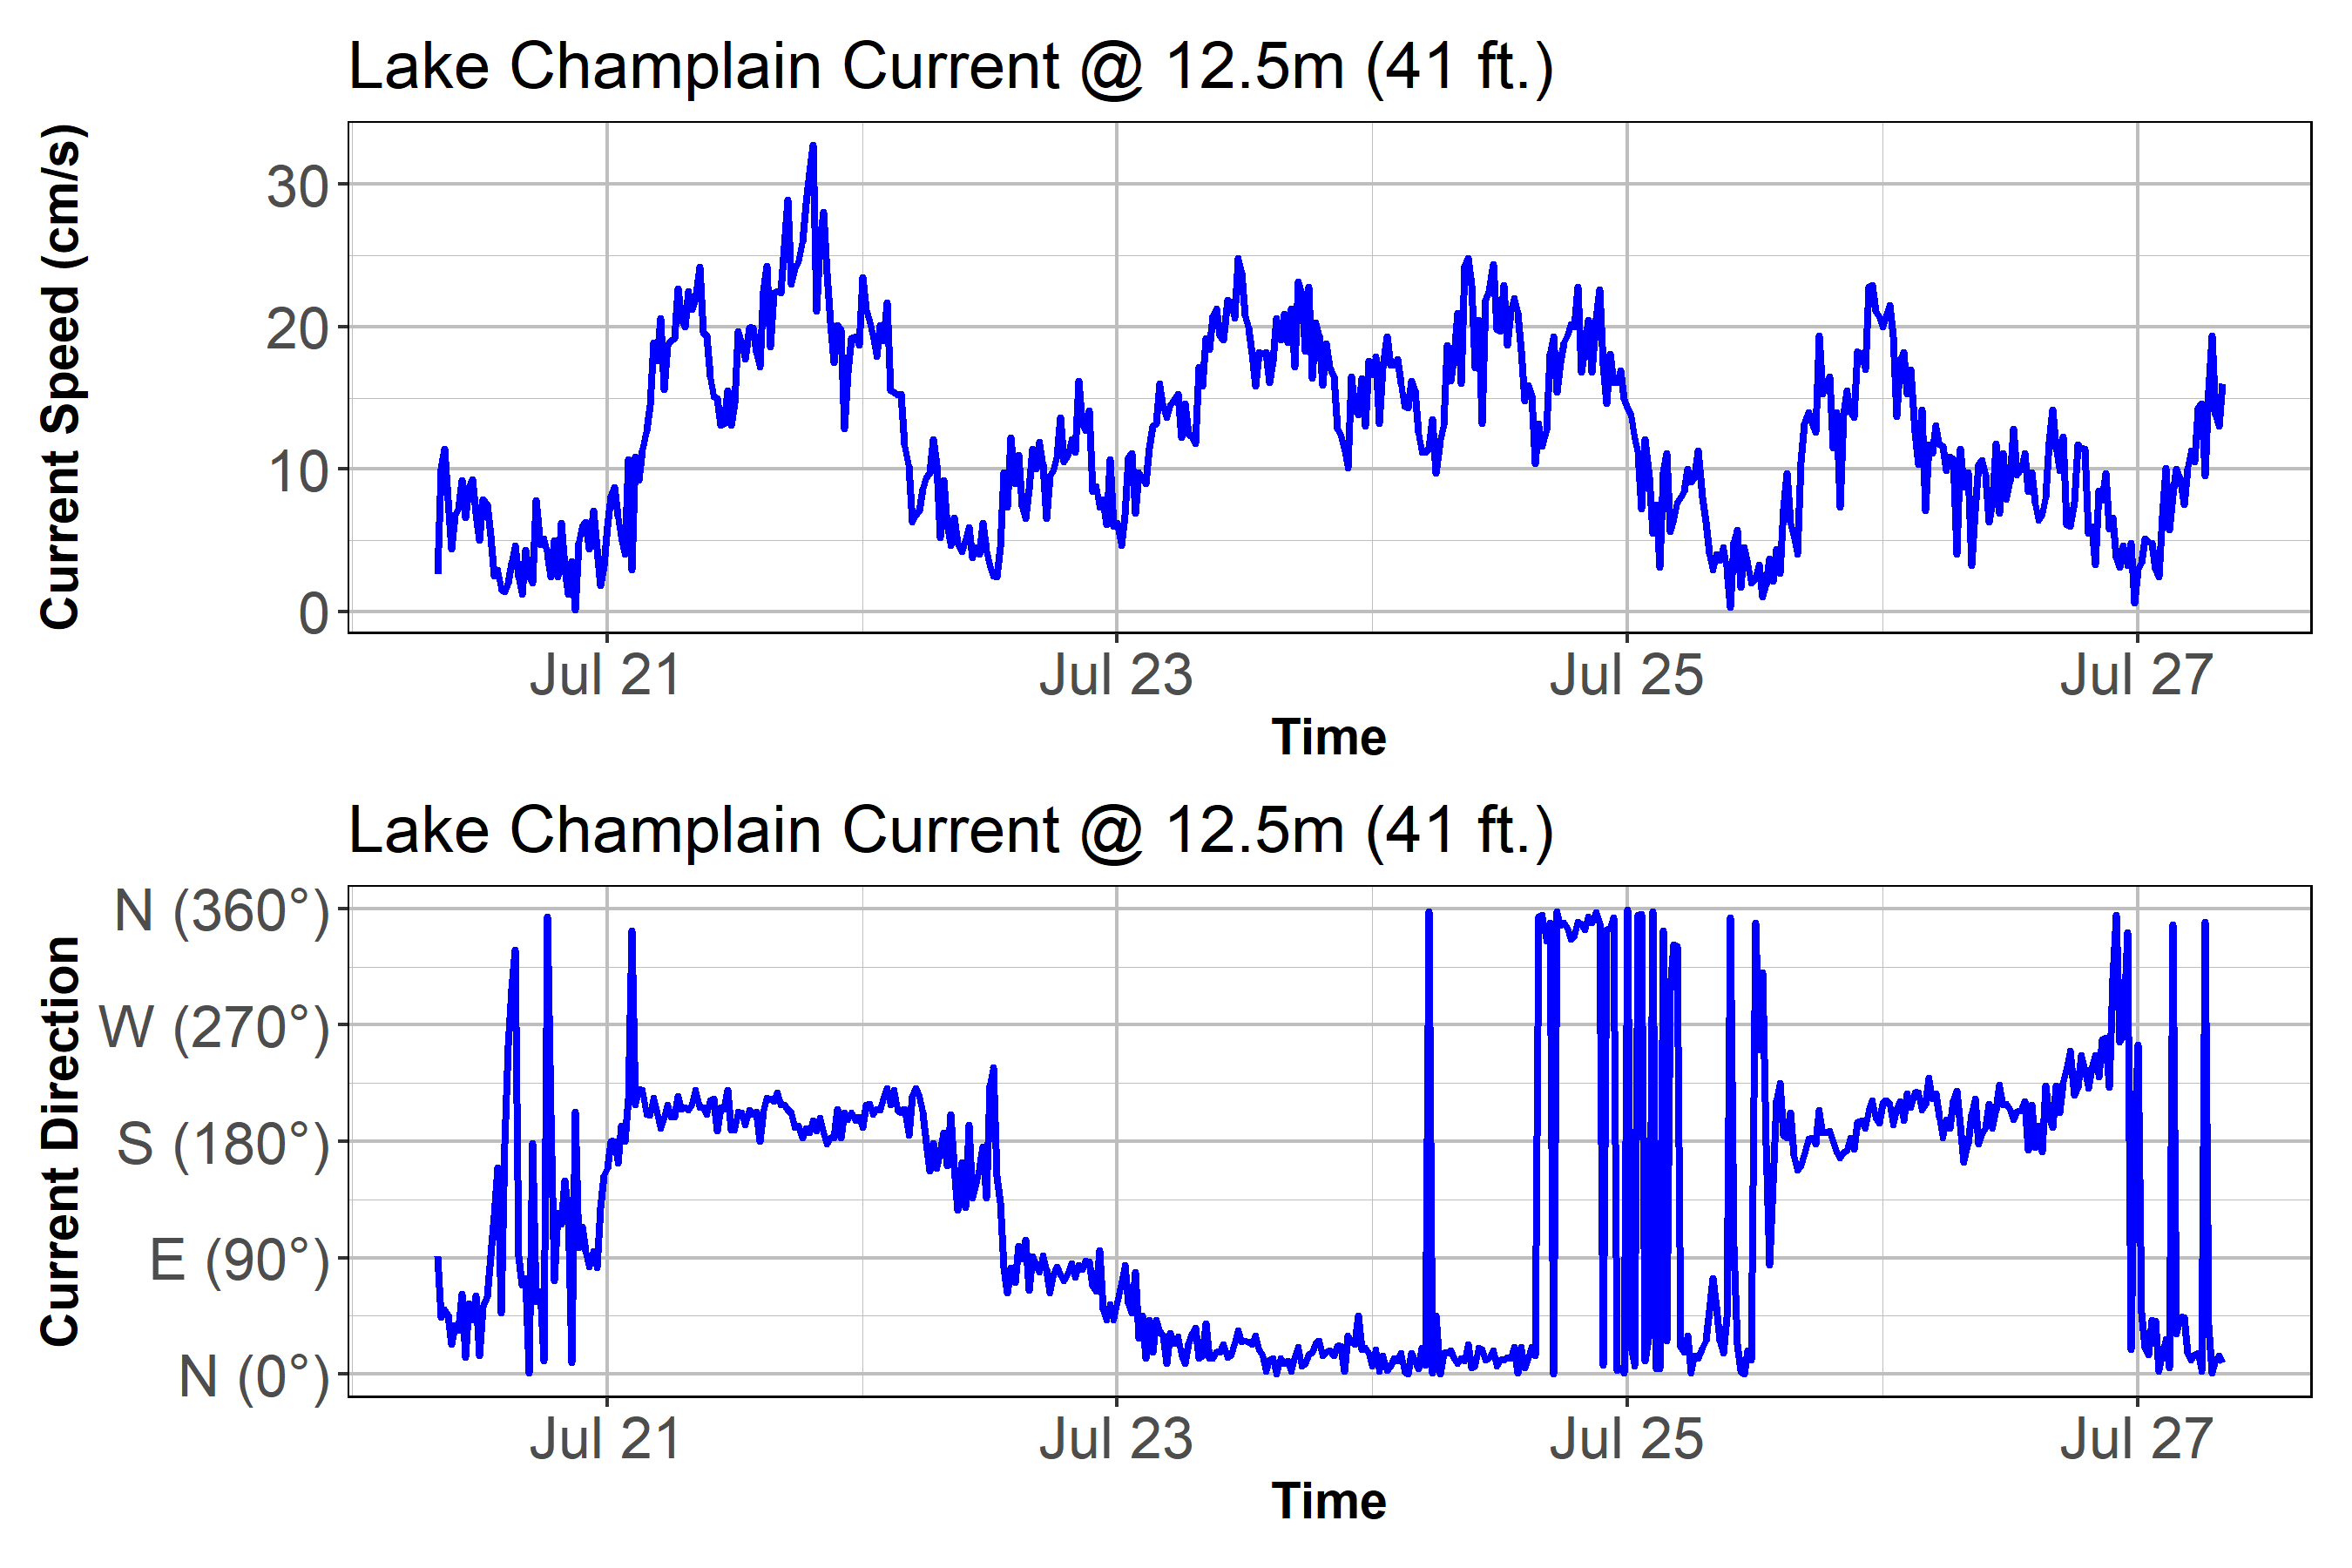 Lake Champlain Current @ 12.5m (41 ft.)
Current Speed (cm/s)
30
20
10
0
Jul 21 Jul 23 Jul 25 Jul 27
Time
Lake Champlain Current @ 12.5m (41 ft.)
Current Direction
N (360°)
W (270°)
S (180°)
E (90°)
N (0°)
Jul 21 Jul 23 Jul 25 Jul 27
Time